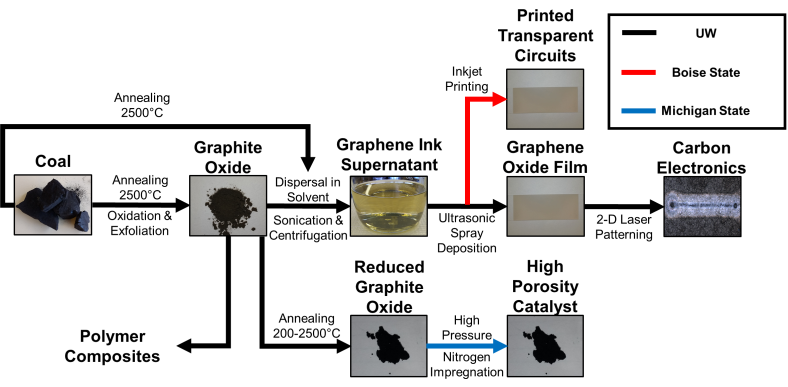 Printed
Transparent
Circuits
UW
Boise State
Michigan State
Inkjet
Printing
Annealing
2500°C
Coal
Annealing
2500°C
Oxidation &
Exfoliation
Graphite
Oxide
Dispersal in
Solvent
Sonication &
Centrifugation
Graphene Ink
Supernatant
Ultrasonic
Spray
Deposition
Graphene
Oxide Film
2-D Laser
Patterning
Carbon
Electronics
Polymer
Composites
Annealing
200-2500°C
Reduced
Graphite
Oxide
High
Pressure
Nitrogen
Impregnation
High
Porosity
Catalyst